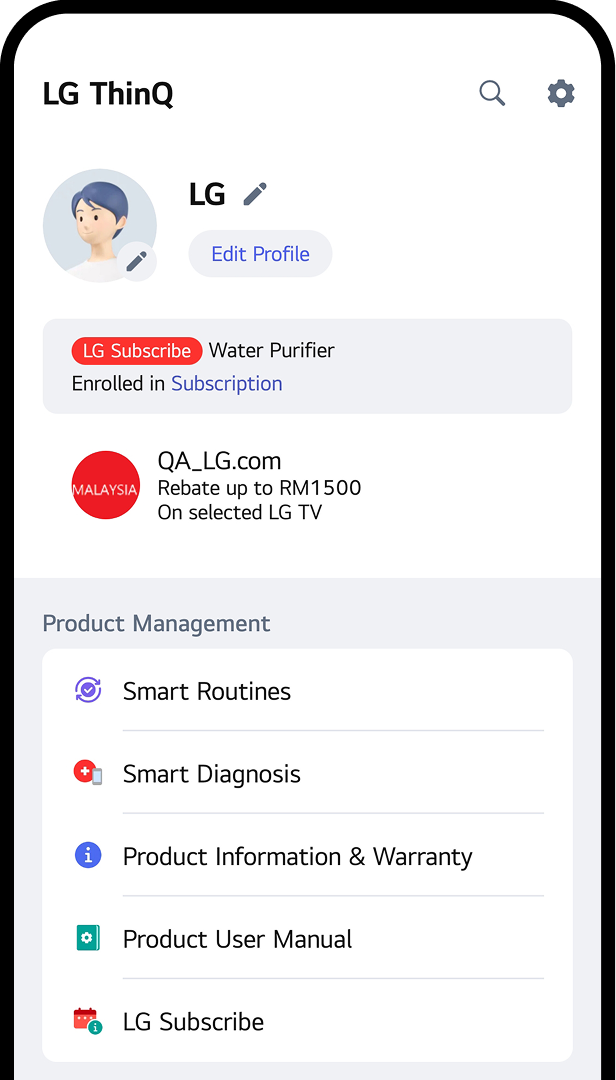 LG ThinQ
LG
Edit Profile
LG Subscribe Water Purifier
Enrolled in Subscription
MALAYSIA
QA_LG.com
Rebate up to RM1500
On selected LG TV
Product Management
Smart Routines
Smart Diagnosis
Product Information & Warranty
Product User Manual
LG Subscribe